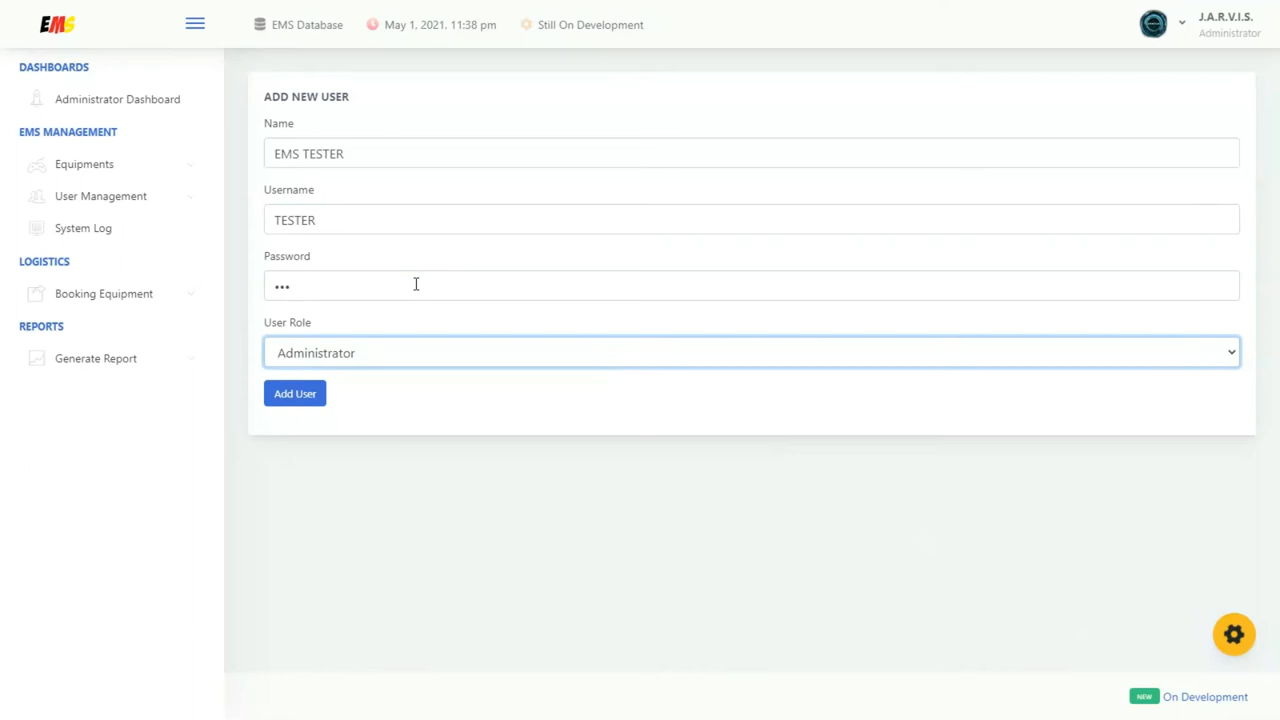 EMS
EMS Database
May 1, 2021, 11:38 pm
Still On Development
J.A.R.V.I.S.
Administrator
DASHBOARDS
Administrator Dashboard
EMS MANAGEMENT
Equipments
User Management
System Log
LOGISTICS
Booking Equipment
REPORTS
Generate Report
ADD NEW USER
Name
EMS TESTER
Username
TESTER
Password
•••
User Role
Administrator
Add User
NEW On Development